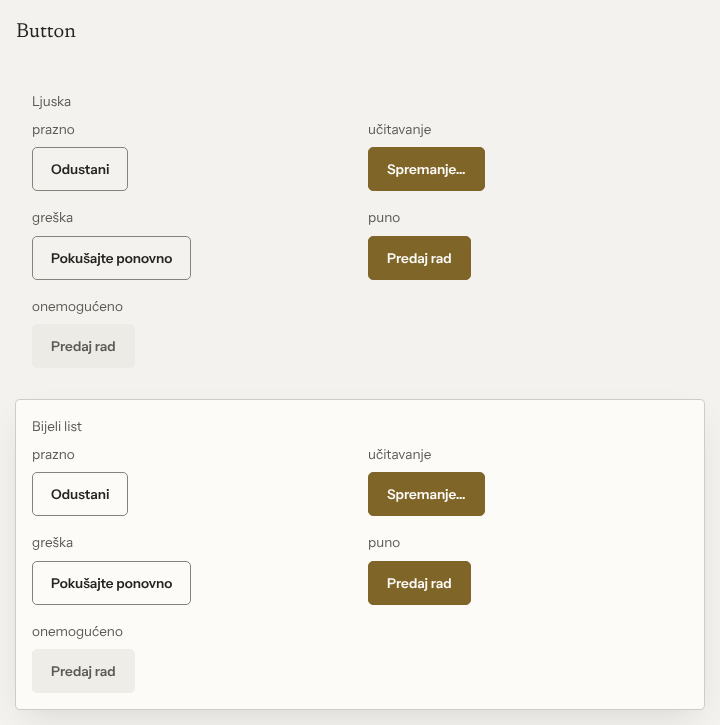 Button
Ljuska
prazno
učitavanje
Odustani
Spremanje…
greška
puno
Pokušajte ponovno
Predaj rad
onemogućeno
Predaj rad
Bijeli list
prazno
učitavanje
Odustani
Spremanje…
greška
puno
Pokušajte ponovno
Predaj rad
onemogućeno
Predaj rad